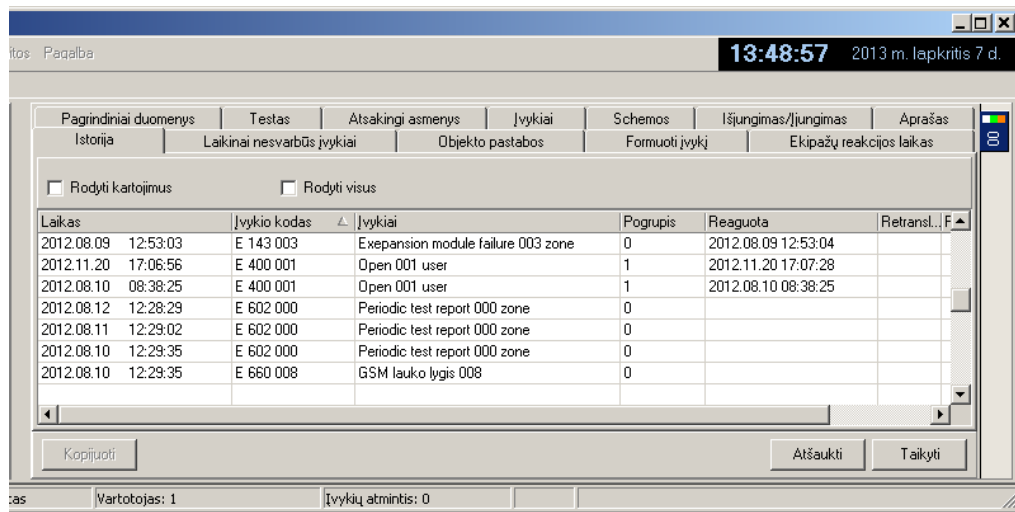 itos Pagalba 13:48:57 2013 m. lapkritis 7 d.
Pagrindiniai duomenys Testas Atsakingi asmenys Įvykiai Schemos Išjungimas/Įjungimas Aprašas
Istorija Laikinai nesvarbūs įvykiai Objekto pastabos Formuoti įvykį Ekipažų reakcijos laikas
Rodyti kartojimus Rodyti visus
Laikas Įvykio kodas Įvykiai Pogrupis Reaguota Retransl... F
2012.08.09 12:53:03 E 143 003 Exepansion module failure 003 zone 0 2012.08.09 12:53:04
2012.11.20 17:06:56 E 400 001 Open 001 user 1 2012.11.20 17:07:28
2012.08.10 08:38:25 E 400 001 Open 001 user 1 2012.08.10 08:38:25
2012.08.12 12:28:29 E 602 000 Periodic test report 000 zone 0
2012.08.11 12:29:02 E 602 000 Periodic test report 000 zone 0
2012.08.10 12:29:35 E 602 000 Periodic test report 000 zone 0
2012.08.10 12:29:35 E 660 008 GSM lauko lygis 008 0
Kopijuoti Atšaukti Taikyti
Vartotojas: 1 Įvykių atmintis: 0